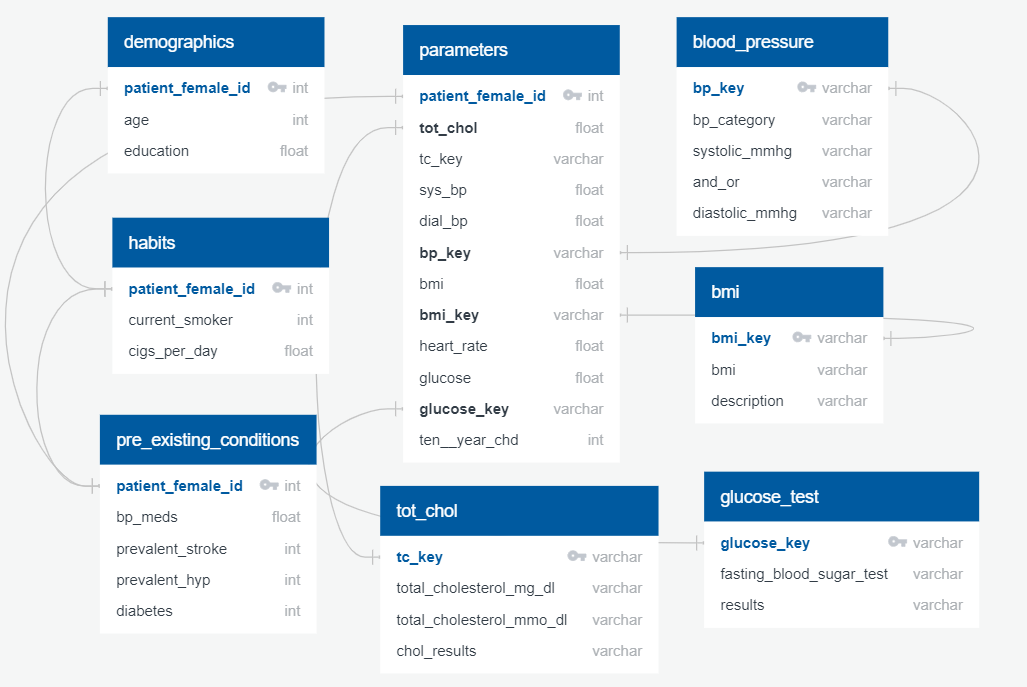 demographics
patient_female_id int
age int
education float
habits
patient_female_id int
current_smoker int
cigs_per_day float
pre_existing_conditions
patient_female_id int
bp_meds float
prevalent_stroke int
prevalent_hyp int
diabetes int
parameters
patient_female_id int
tot_chol float
tc_key varchar
sys_bp float
dial_bp float
bp_key varchar
bmi float
bmi_key varchar
heart_rate float
glucose float
glucose_key varchar
ten__year_chd int
tot_chol
tc_key varchar
total_cholesterol_mg_dl varchar
total_cholesterol_mmo_dl varchar
chol_results varchar
blood_pressure
bp_key varchar
bp_category varchar
systolic_mmhg varchar
and_or varchar
diastolic_mmhg varchar
bmi
bmi_key varchar
bmi varchar
description varchar
glucose_test
glucose_key varchar
fasting_blood_sugar_test varchar
results varchar